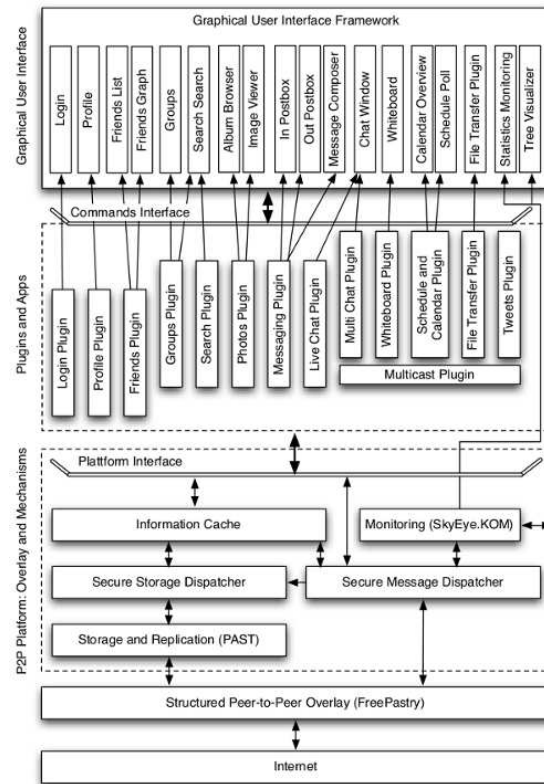 Graphical User Interface Framework
Graphical User Interface
Login
Profile
Friends List
Friends Graph
Groups
Search Search
Album Browser
Image Viewer
In Postbox
Out Postbox
Message Composer
Chat Window
Whiteboard
Calendar Overview
Schedule Poll
File Transfer Plugin
Statistics Monitoring
Tree Visualizer
Commands Interface
Plugins and Apps
Login Plugin
Profile Plugin
Friends Plugin
Groups Plugin
Search Plugin
Photos Plugin
Messaging Plugin
Live Chat Plugin
Multi Chat Plugin
Whiteboard Plugin
Schedule and
Calendar Plugin
File Transfer Plugin
Tweets Plugin
Multicast Plugin
P2P Platform: Overlay and Mechanisms
Plattform Interface
Information Cache
Monitoring (SkyEye.KOM)
Secure Storage Dispatcher
Secure Message Dispatcher
Storage and Replication (PAST)
Structured Peer-to-Peer Overlay (FreePastry)
Internet